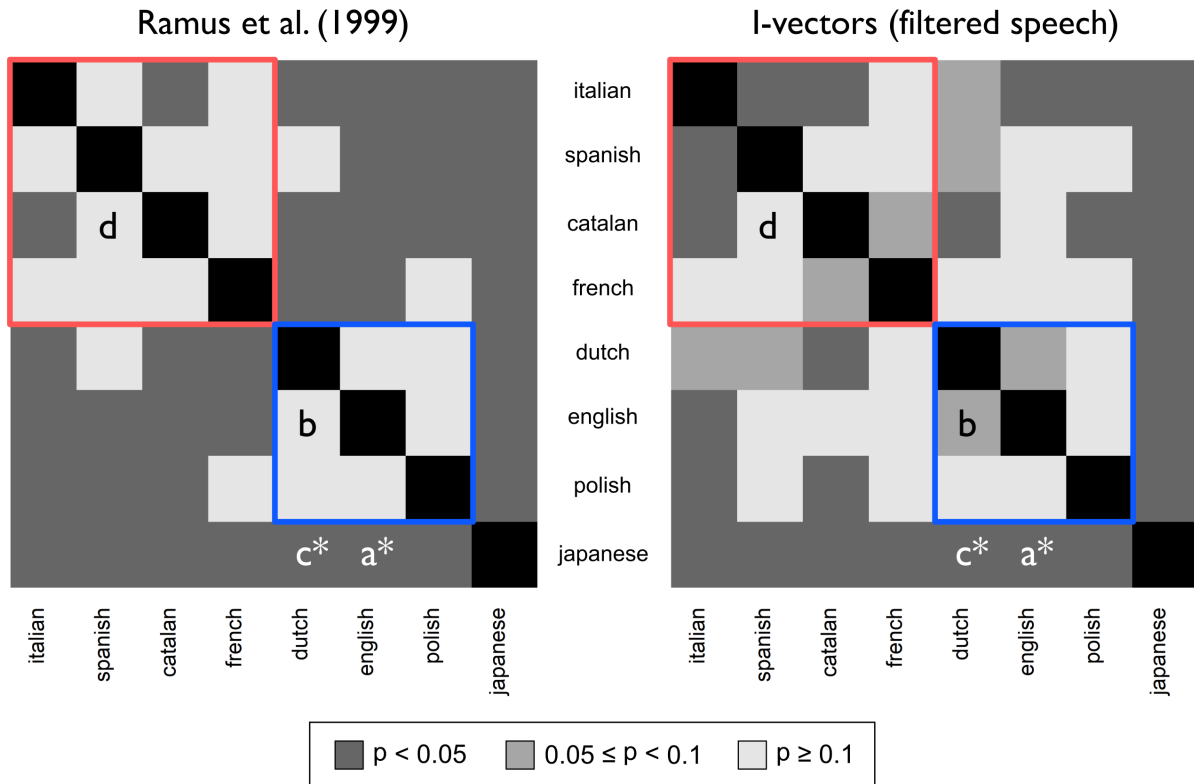 Ramus et al. (1999)
I-vectors (filtered speech)
italian
spanish
catalan
d
d
french
dutch
english
b
b
polish
japanese
c* a*
c* a*
italian spanish catalan french dutch english polish japanese
italian spanish catalan french dutch english polish japanese
p < 0.05 0.05 ≤ p < 0.1 p ≥ 0.1